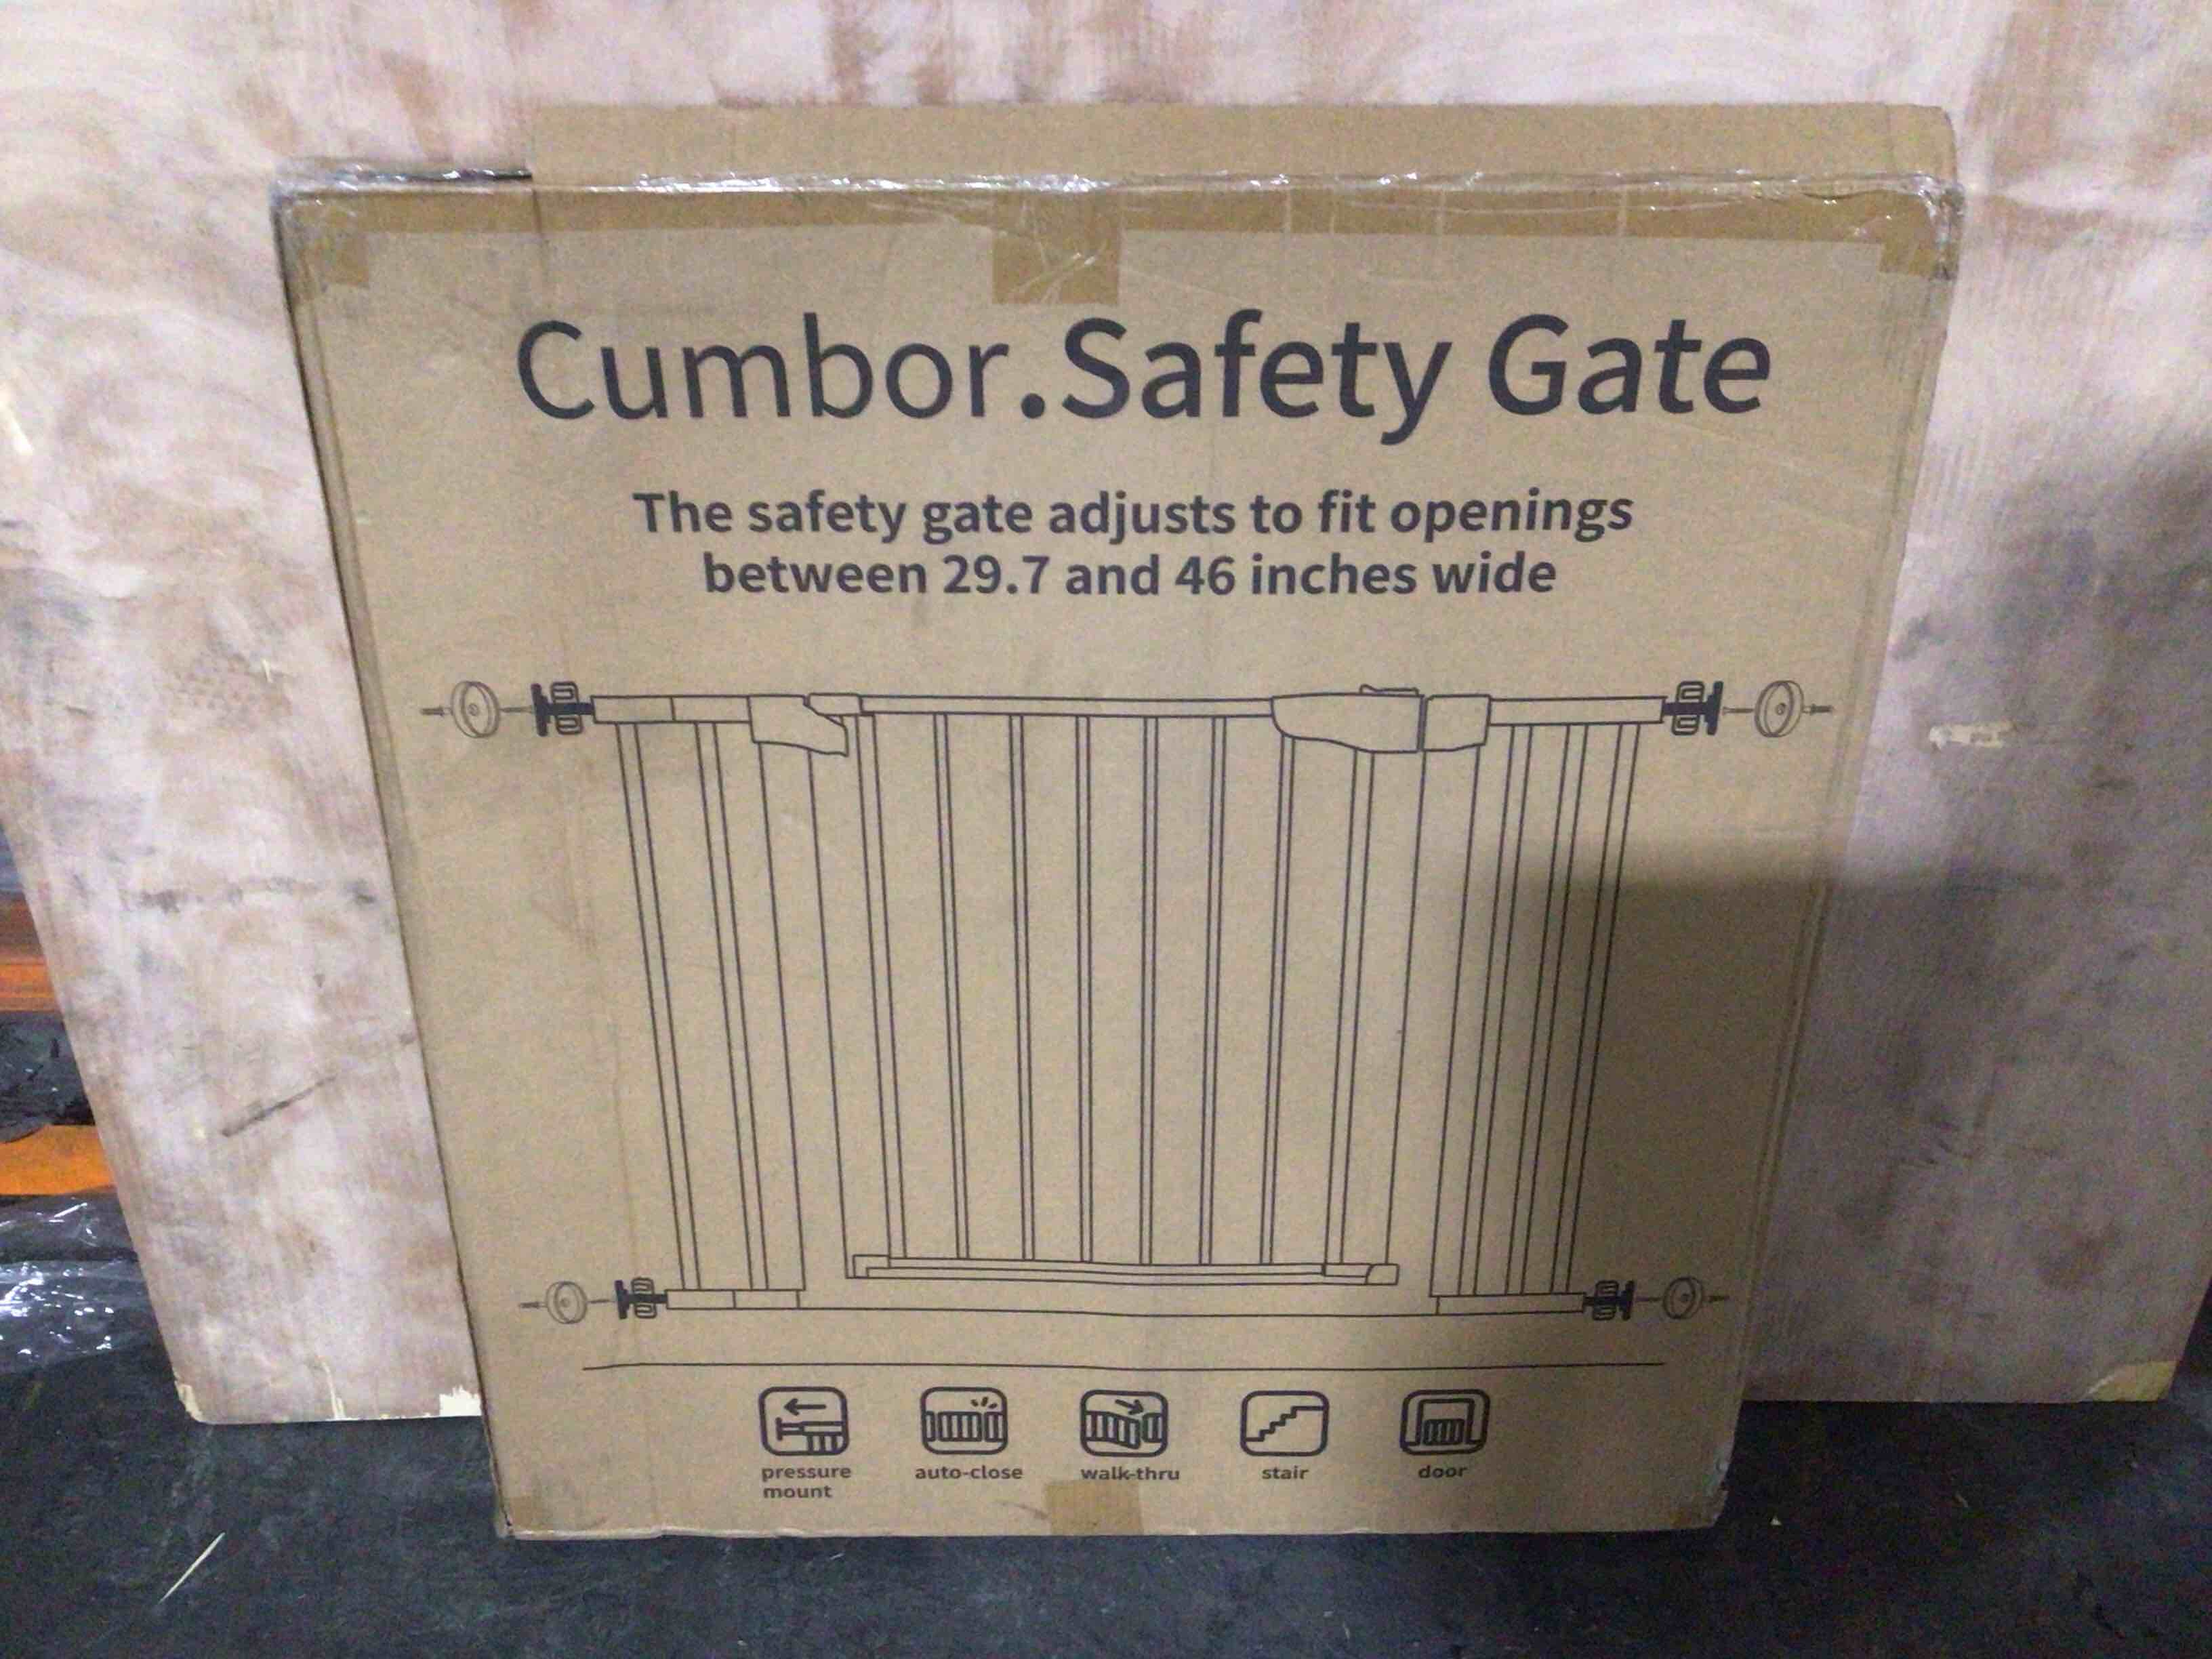 Cumbor.Safety Gate
The safety gate adjusts to fit openings
between 29.7 and 46 inches wide
pressure mount
auto-close
walk-thru
stair
door